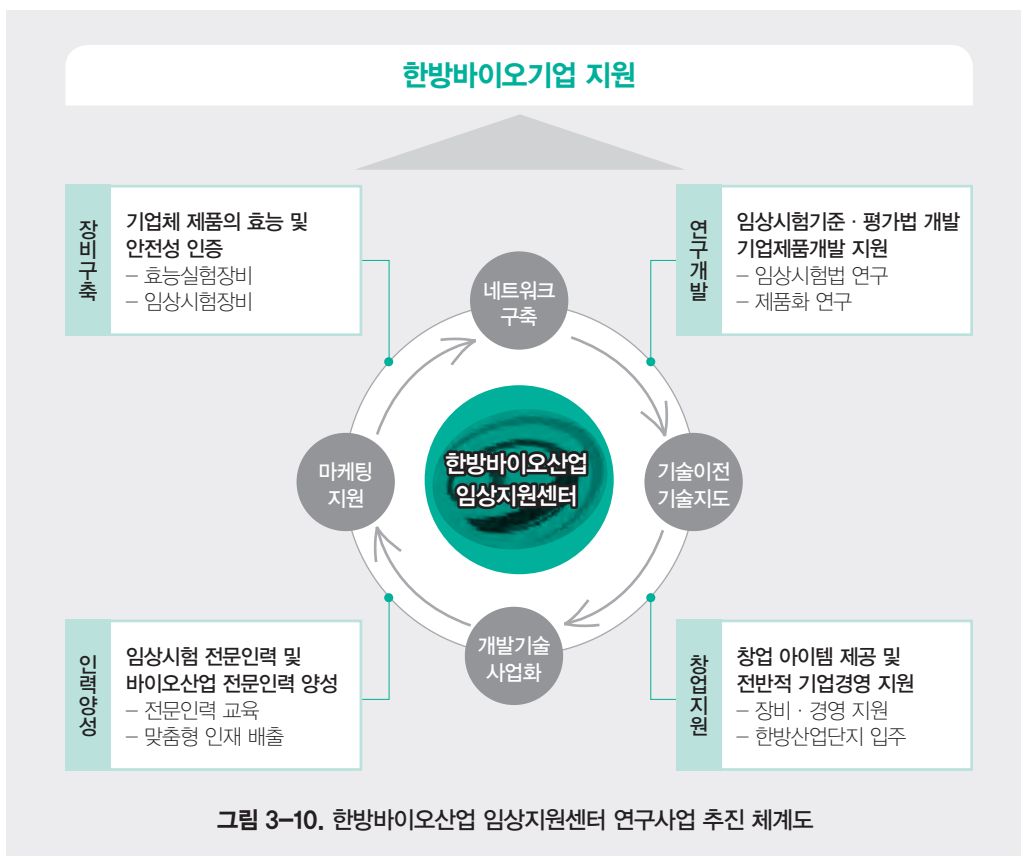 한방바이오기업 지원
장비구축
기업체 제품의 효능 및
안전성 인증
– 효능실험장비
– 임상시험장비
연구개발
임상시험기준 · 평가법 개발
기업제품개발 지원
– 임상시험법 연구
– 제품화 연구
네트워크
구축
마케팅
지원
한방바이오산업
임상지원센터
기술이전
기술지도
개발기술
사업화
인력양성
임상시험 전문인력 및
바이오산업 전문인력 양성
– 전문인력 교육
– 맞춤형 인재 배출
창업지원
창업 아이템 제공 및
전반적 기업경영 지원
– 장비 · 경영 지원
– 한방산업단지 입주
그림 3–10. 한방바이오산업 임상지원센터 연구사업 추진 체계도